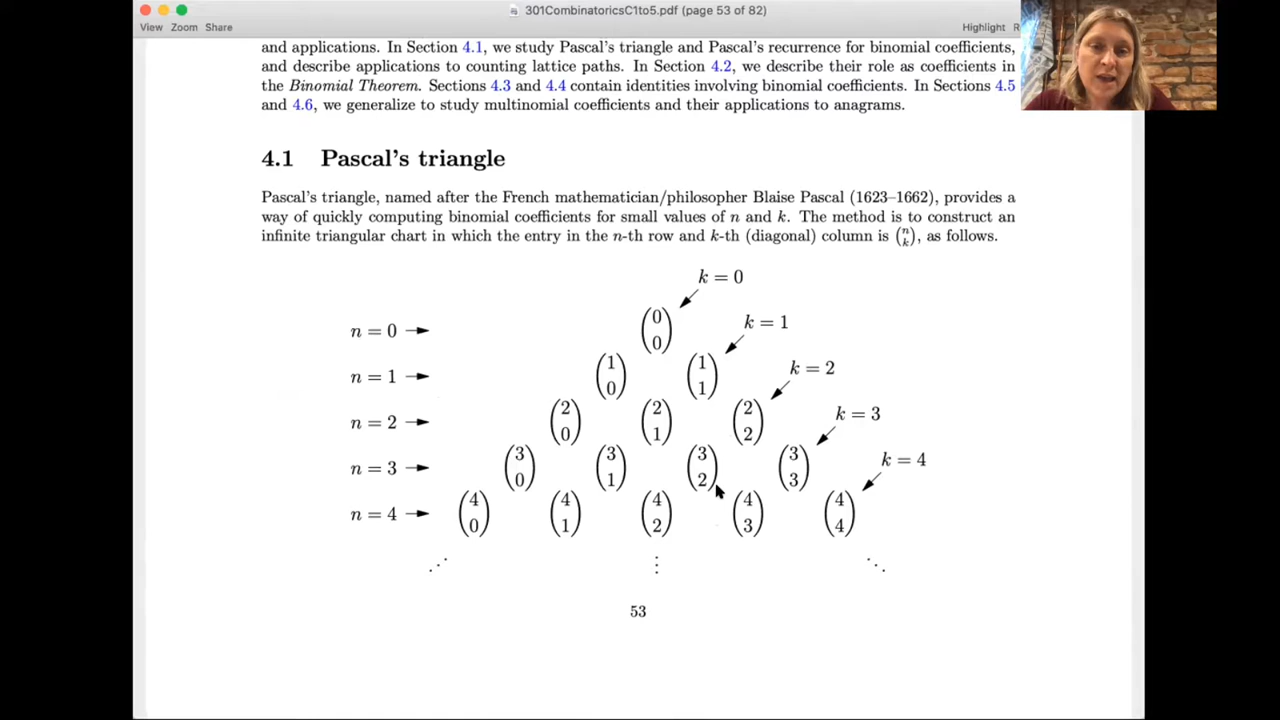 301CombinatoricsC1to5.pdf (page 53 of 82)
View Zoom Share Highlight R
and applications. In Section 4.1, we study Pascal's triangle and Pascal's recurrence for binomial coefficients,
and describe applications to counting lattice paths. In Section 4.2, we describe their role as coefficients in
the Binomial Theorem. Sections 4.3 and 4.4 contain identities involving binomial coefficients. In Sections 4.5
and 4.6, we generalize to study multinomial coefficients and their applications to anagrams.
4.1 Pascal's triangle
Pascal's triangle, named after the French mathematician/philosopher Blaise Pascal (1623–1662), provides a
way of quickly computing binomial coefficients for small values of n and k. The method is to construct an
infinite triangular chart in which the entry in the n-th row and k-th (diagonal) column is (n k), as follows.
k = 0
n = 0 → (0 0) k = 1
n = 1 → (1 0) (1 1) k = 2
n = 2 → (2 0) (2 1) (2 2) k = 3
n = 3 → (3 0) (3 1) (3 2) (3 3) k = 4
n = 4 → (4 0) (4 1) (4 2) (4 3) (4 4)
⋰ ⋮ ⋱
53